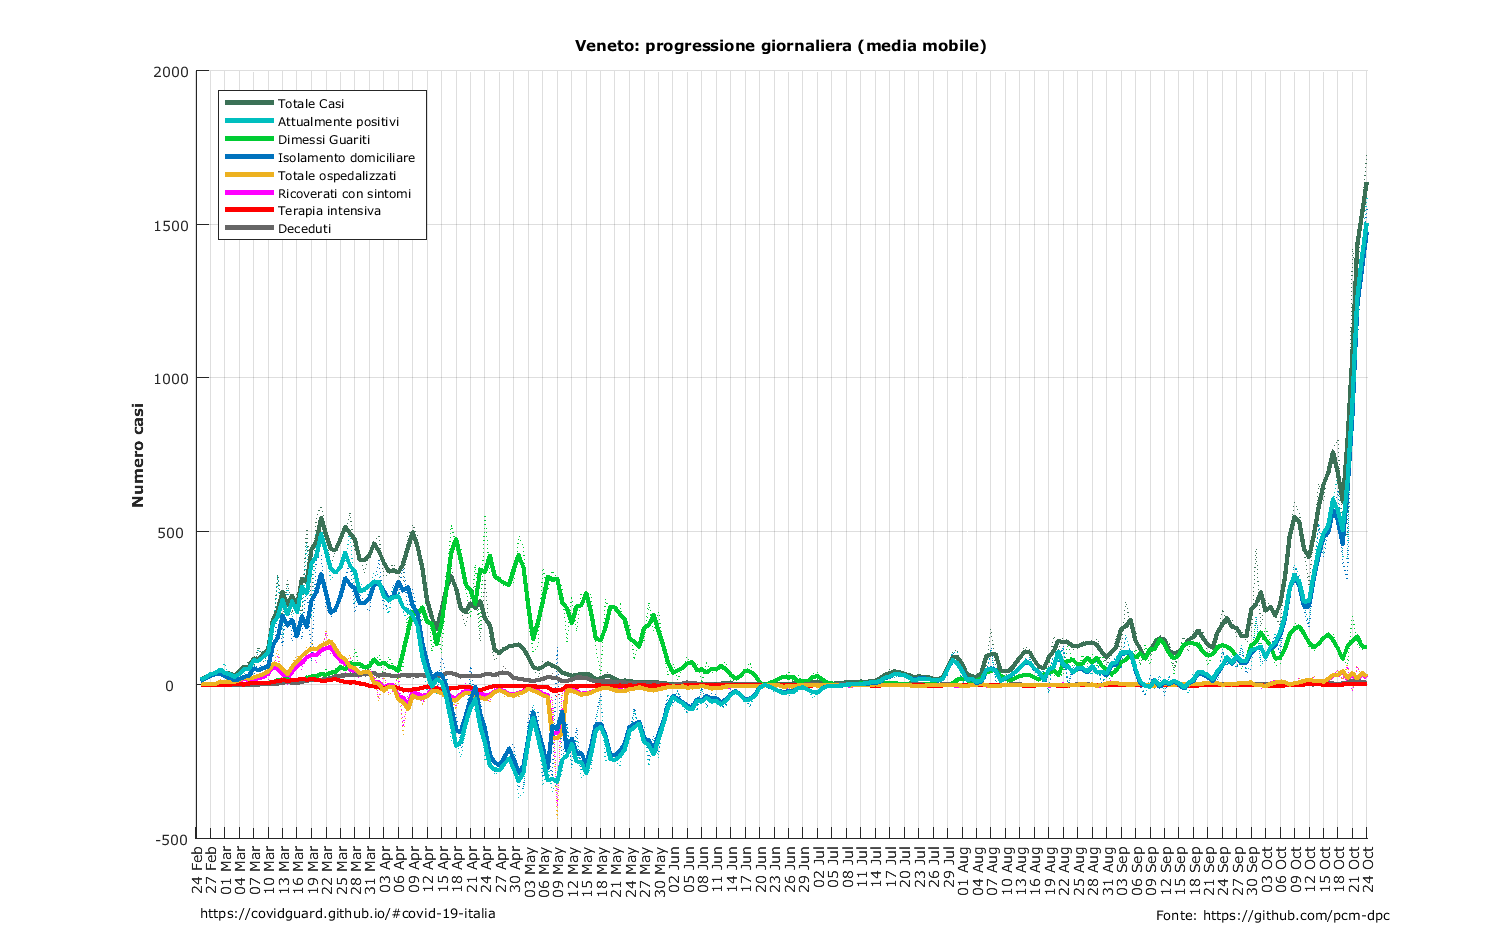 Veneto: progressione giornaliera (media mobile)
2000
1500
1000
500
0
-500
Numero casi
Totale Casi
Attualmente positivi
Dimessi Guariti
Isolamento domiciliare
Totale ospedalizzati
Ricoverati con sintomi
Terapia intensiva
Deceduti
24 Feb
27 Feb
01 Mar
04 Mar
07 Mar
10 Mar
13 Mar
16 Mar
19 Mar
22 Mar
25 Mar
28 Mar
31 Mar
03 Apr
06 Apr
09 Apr
12 Apr
15 Apr
18 Apr
21 Apr
24 Apr
27 Apr
30 Apr
03 May
06 May
09 May
12 May
15 May
18 May
21 May
24 May
27 May
30 May
02 Jun
05 Jun
08 Jun
11 Jun
14 Jun
17 Jun
20 Jun
23 Jun
26 Jun
29 Jun
02 Jul
05 Jul
08 Jul
11 Jul
14 Jul
17 Jul
20 Jul
23 Jul
26 Jul
29 Jul
01 Aug
04 Aug
07 Aug
10 Aug
13 Aug
16 Aug
19 Aug
22 Aug
25 Aug
28 Aug
31 Aug
03 Sep
06 Sep
09 Sep
12 Sep
15 Sep
18 Sep
21 Sep
24 Sep
27 Sep
30 Sep
03 Oct
06 Oct
09 Oct
12 Oct
15 Oct
18 Oct
21 Oct
24 Oct
https://covidguard.github.io/#covid-19-italia
Fonte: https://github.com/pcm-dpc